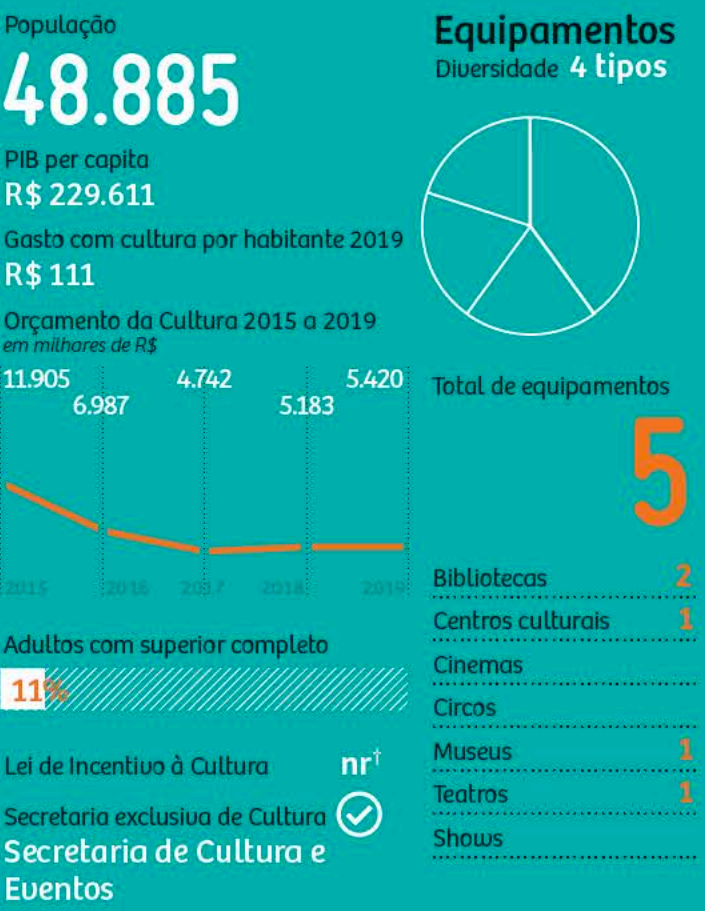 População
48.885
PIB per capita
R$ 229.611
Gasto com cultura por habitante 2019
R$ 111
Orçamento da Cultura 2015 a 2019
em milhares de R$
11.905
6.987
4.742
5.183
5.420
2015
2016
2017
2018
2019
Adultos com superior completo
11%
Lei de Incentivo à Cultura nr†
Secretaria exclusiva de Cultura
Secretaria de Cultura e
Eventos
Equipamentos
Diversidade 4 tipos
Total de equipamentos
5
Bibliotecas 2
Centros culturais 1
Cinemas
Circos
Museus 1
Teatros 1
Shows